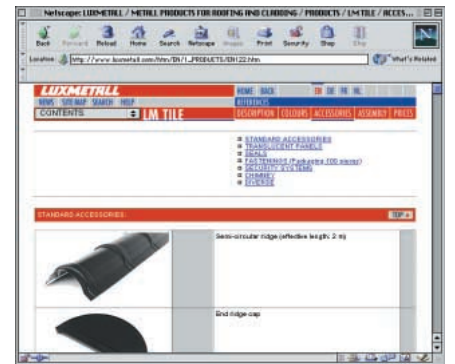 Netscape: LUXMETALL / METALL PRODUCTS FOR ROOFING AND CLADDING / PRODUCTS / LM TILE / ACCES...
Back Forward Reload Home Search Netscape Images Print Security Shop Stop
Location: http://www.luxmetall.com/htm/EN/1_PRODUCTS/EN122.htm What's Related
LUXMETALL HOME BACK EN DE FR NL
NEWS SITE-MAP SEARCH HELP REFERENCES
CONTENTS LM TILE DESCRIPTION COLOURS ACCESSORIES ASSEMBLY PRICES
STANDARD ACCESSORIES
TRANSLUCENT PANELS
SEALS
FASTENINGS (Packaging 100 pieces)
SECURITY SYSTEMS
CHIMNEY
DIVERSE
STANDARD ACCESSORIES TOP
Semi-circular ridge (effective length: 2 m)
End ridge cap